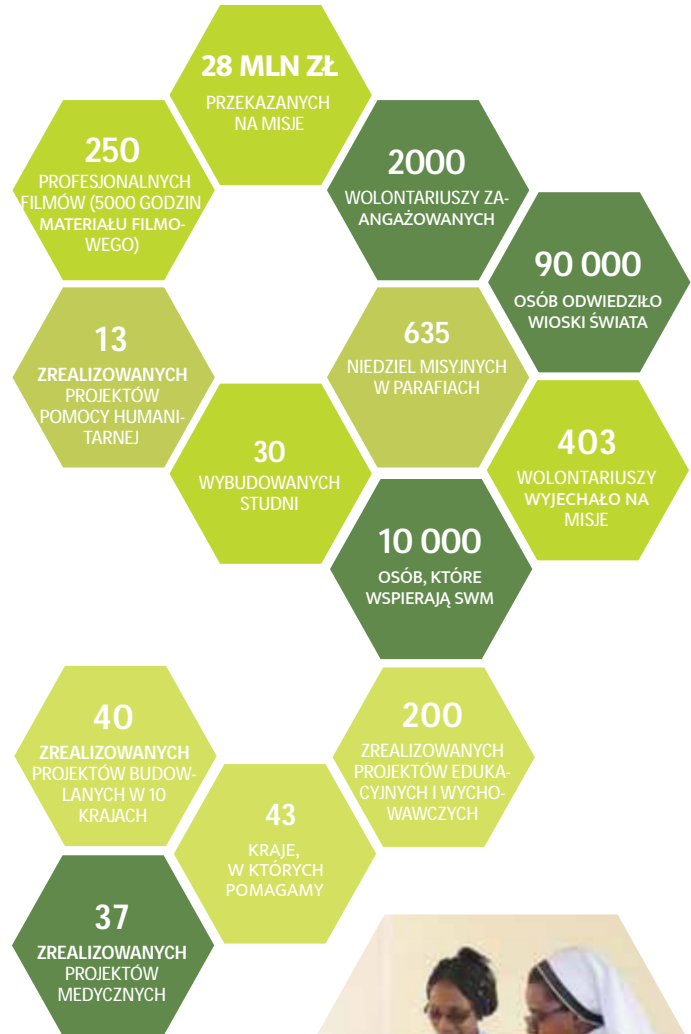 28 MLN ZŁ
PRZEKAZANYCH
NA MISJE
250
PROFESJONALNYCH
FILMÓW (5000 GODZIN
MATERIAŁU FILMO-
WEGO)
2000
WOLONTARIUSZY ZA-
ANGAŻOWANYCH
90 000
OSÓB ODWIEDZIŁO
WIOSKI ŚWIATA
13
ZREALIZOWANYCH
PROJEKTÓW
POMOCY HUMANI-
TARNEJ
635
NIEDZIEL MISYJNYCH
W PARAFIACH
30
WYBUDOWANYCH
STUDNI
403
WOLONTARIUSZY
WYJECHAŁO NA
MISJE
10 000
OSÓB, KTÓRE
WSPIERAJĄ SWM
40
ZREALIZOWANYCH
PROJEKTÓW BUDOW-
LANYCH W 10
KRAJACH
200
ZREALIZOWANYCH
PROJEKTÓW EDUKA-
CYJNYCH I WYCHO-
WAWCZYCH
43
KRAJE,
W KTÓRYCH
POMAGAMY
37
ZREALIZOWANYCH
PROJEKTÓW
MEDYCZNYCH